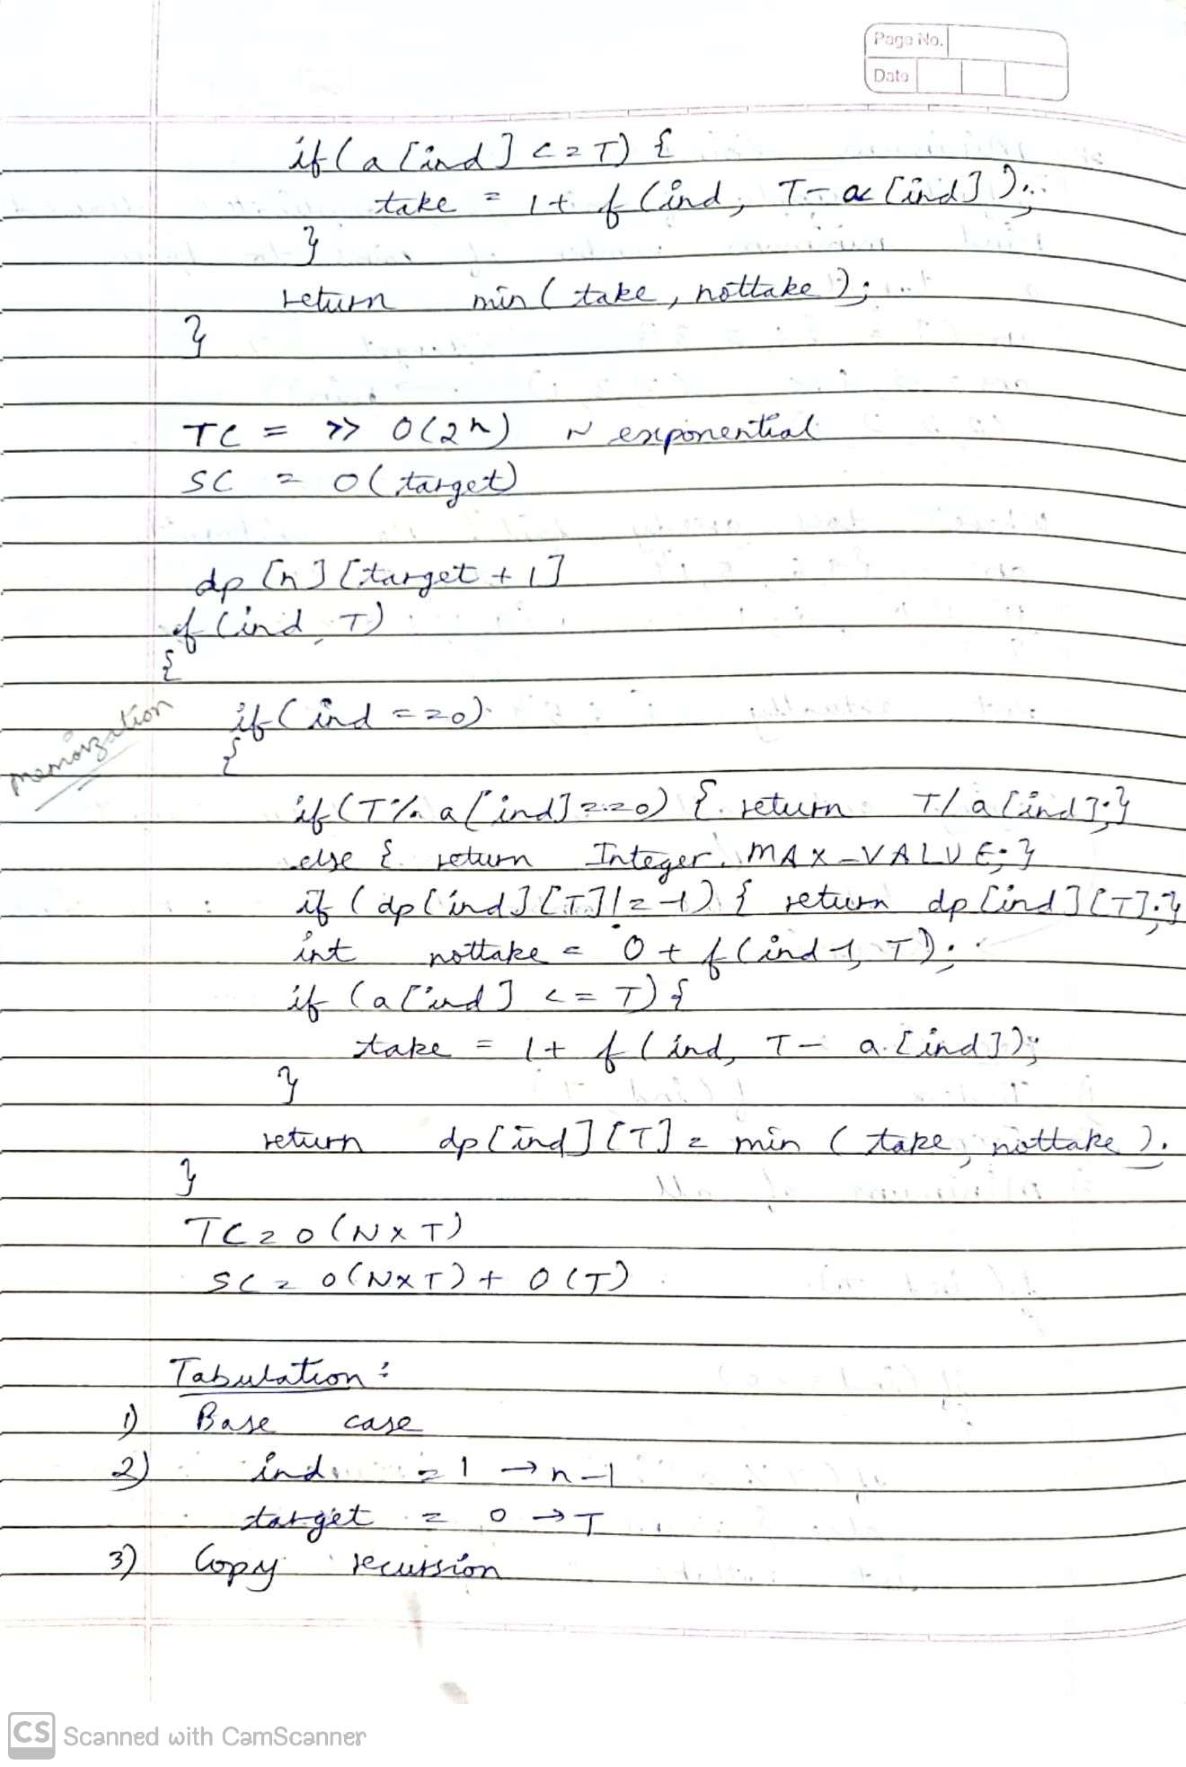 Page No.
Date
if (a[ind] <= T) {
take = 1 + f(ind, T - a[ind]);
}
return min(take, nottake);
}
TC = >> O(2^n) ~ exponential
SC = O(target)
dp[n][target + 1]
f(ind, T)
{
memoization
if (ind == 0)
{
if (T % a[ind] == 0) { return T/a[ind]; }
else { return Integer.MAX_VALUE; }
if (dp[ind][T] != -1) { return dp[ind][T]; }
int nottake = 0 + f(ind-1, T);
if (a[ind] <= T) {
take = 1 + f(ind, T - a[ind]);
}
return dp[ind][T] = min(take, nottake);
}
TC = O(N x T)
SC = O(N x T) + O(T)
Tabulation :
1) Base case
2) ind = 1 → n-1
target = 0 → T
3) Copy recursion
CS Scanned with CamScanner